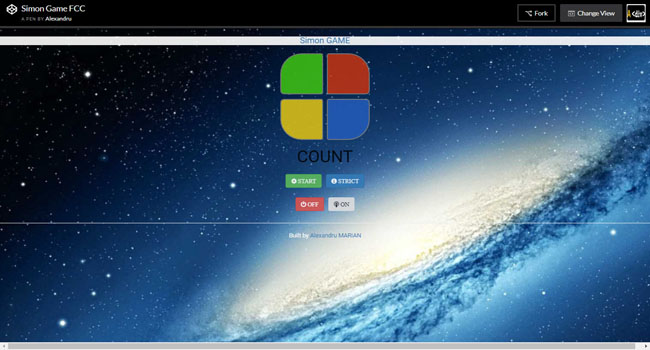 Simon Game FCC
A PEN BY Alexandru
Fork
Change View
Simon GAME
COUNT
START
STRICT
OFF
ON
Built by Alexandru MARIAN